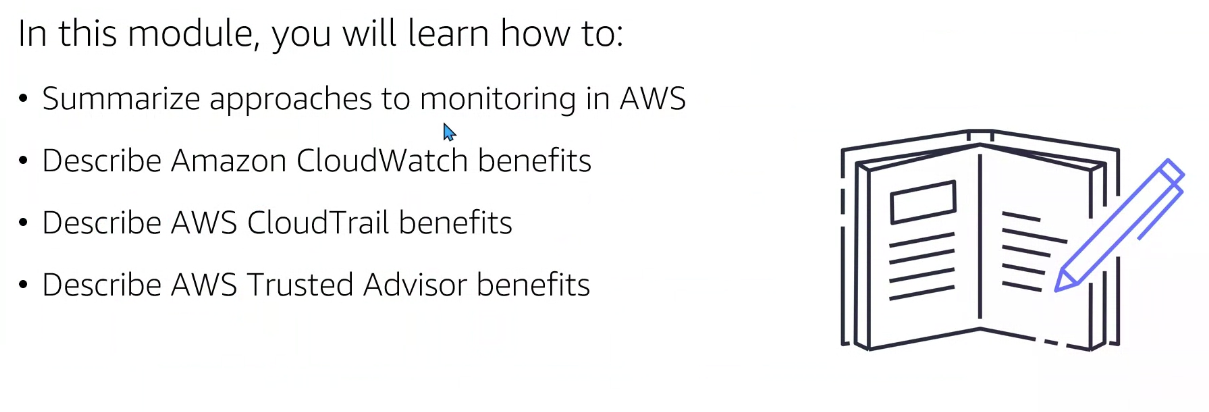 In this module, you will learn how to:
• Summarize approaches to monitoring in AWS
• Describe Amazon CloudWatch benefits
• Describe AWS CloudTrail benefits
• Describe AWS Trusted Advisor benefits